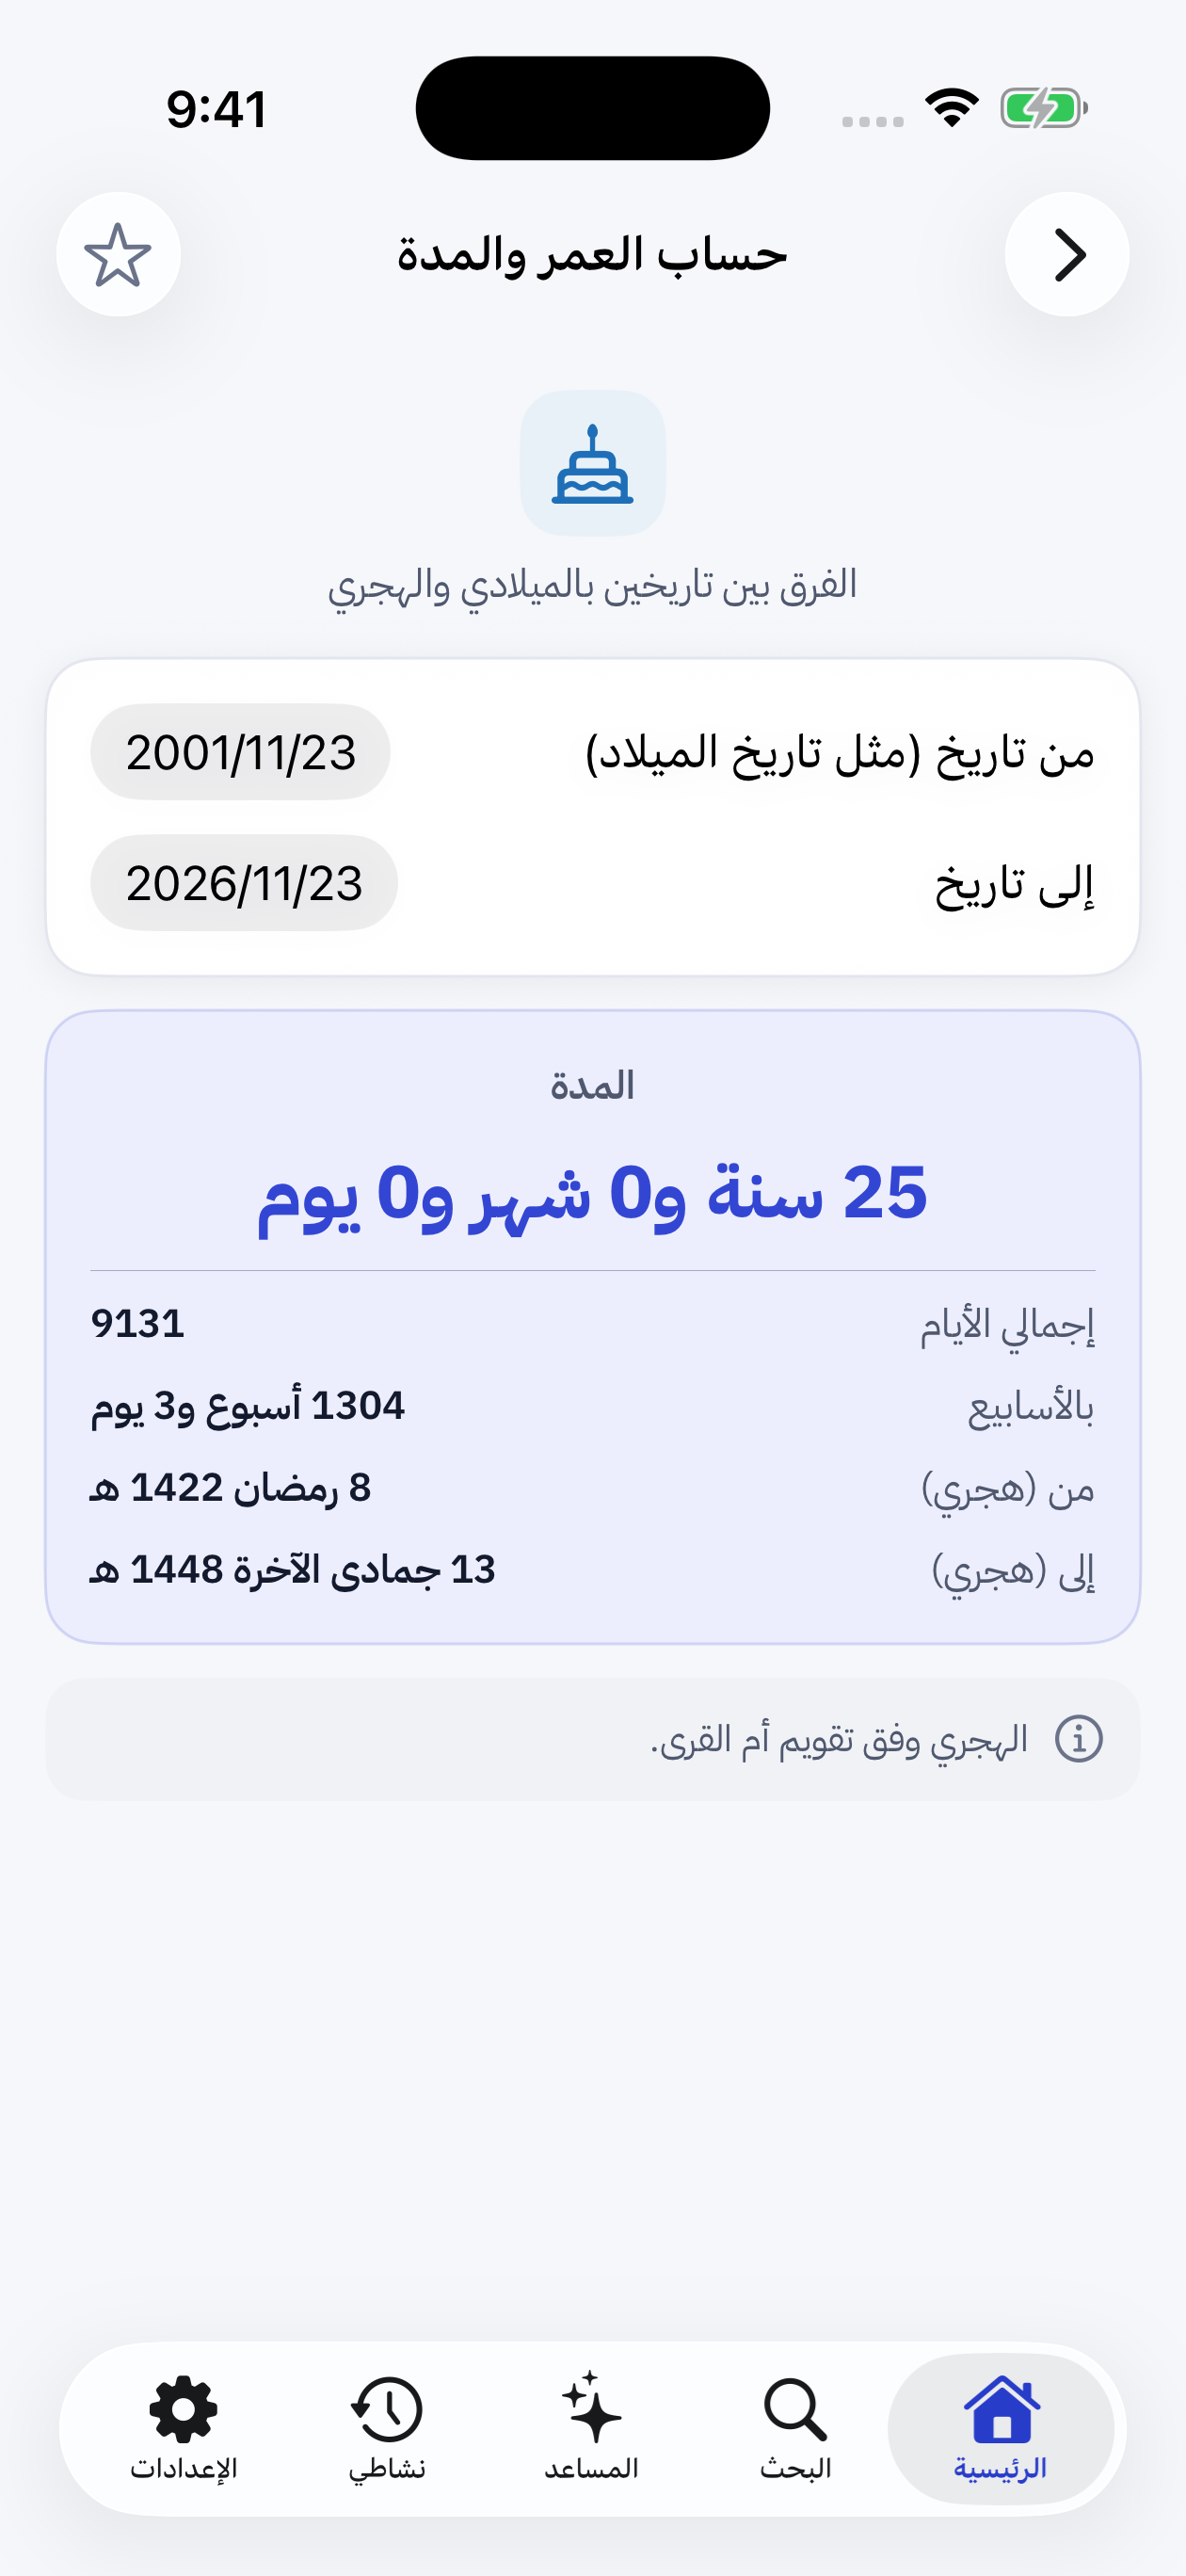 9:41
حساب العمر والمدة
الفرق بين تاريخين بالميلادي والهجري
من تاريخ (مثل تاريخ الميلاد) 2001/11/23
إلى تاريخ 2026/11/23
المدة
25 سنة و0 شهر و0 يوم
إجمالي الأيام 9131
بالأسابيع 1304 أسبوع و3 يوم
من (هجري) 8 رمضان 1422 هـ
إلى (هجري) 13 جمادى الآخرة 1448 هـ
الهجري وفق تقويم أم القرى.
الرئيسية البحث المساعد نشاطي الإعدادات